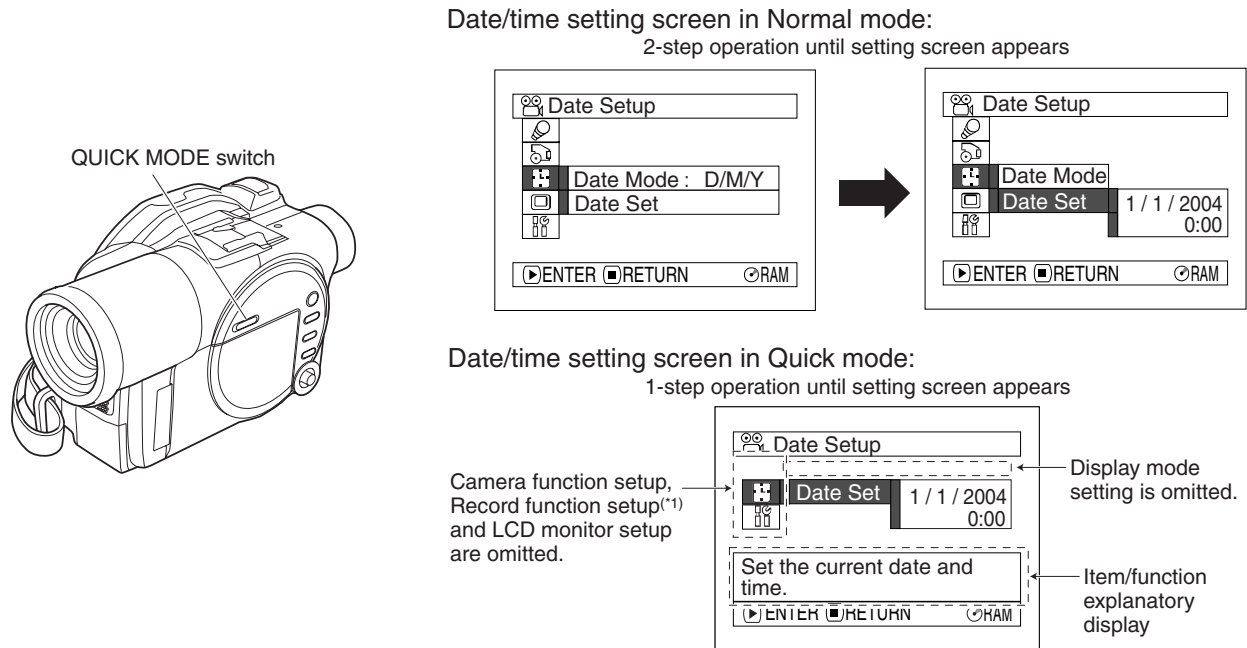 Date/time setting screen in Normal mode:
2-step operation until setting screen appears
QUICK MODE switch
Date Setup
Date Mode : D/M/Y
Date Set
ENTER RETURN RAM
Date Setup
Date Mode
Date Set 1 / 1 / 2004
0:00
ENTER RETURN RAM
Date/time setting screen in Quick mode:
1-step operation until setting screen appears
Camera function setup,
Record function setup(*1)
and LCD monitor setup
are omitted.
Date Setup
Date Set 1 / 1 / 2004
0:00
Set the current date and
time.
ENTER RETURN RAM
Display mode
setting is omitted.
Item/function
explanatory
display